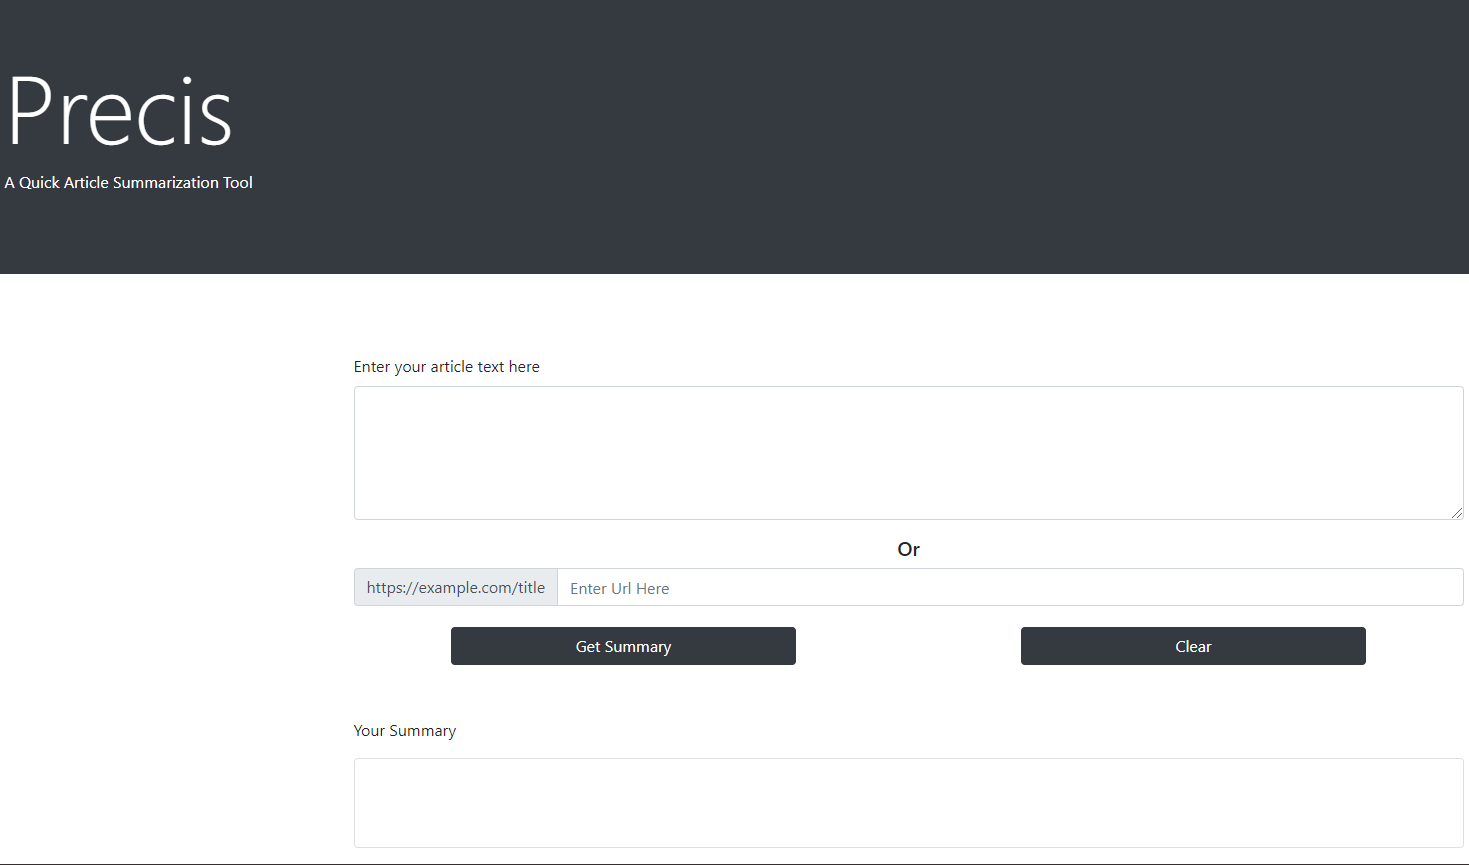 Precis
A Quick Article Summarization Tool
Enter your article text here
Or
https://example.com/title Enter Url Here
Get Summary Clear
Your Summary